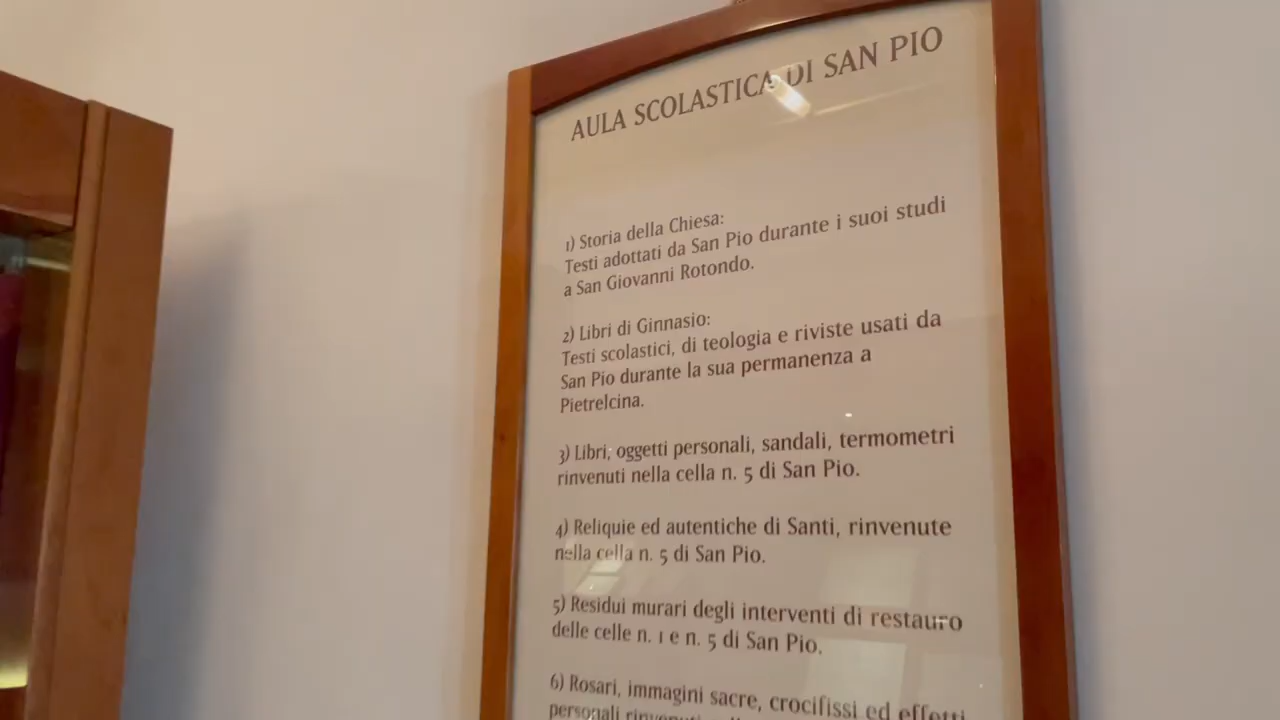 AULA SCOLASTICA DI SAN PIO
1) Storia della Chiesa:
Testi adottati da San Pio durante i suoi studi
a San Giovanni Rotondo.
2) Libri di Ginnasio:
Testi scolastici, di teologia e riviste usati da
San Pio durante la sua permanenza a
Pietrelcina.
3) Libri, oggetti personali, sandali, termometri
rinvenuti nella cella n. 5 di San Pio.
4) Reliquie ed autentiche di Santi, rinvenute
nella cella n. 5 di San Pio.
5) Residui murari degli interventi di restauro
delle celle n. 1 e n. 5 di San Pio.
6) Rosari, immagini sacre, crocifissi ed effetti
personali